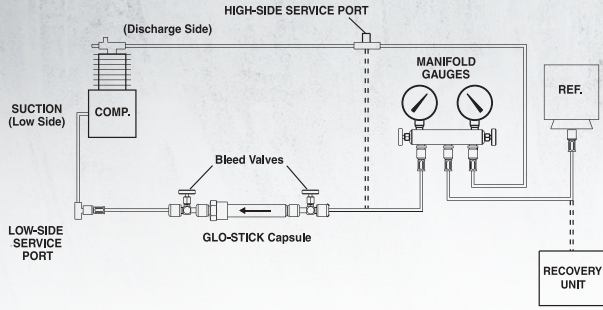 HIGH-SIDE SERVICE PORT
(Discharge Side)
MANIFOLD
GAUGES
REF.
SUCTION
(Low Side)
COMP.
Bleed Valves
LOW-SIDE
SERVICE
PORT
GLO-STICK Capsule
RECOVERY
UNIT